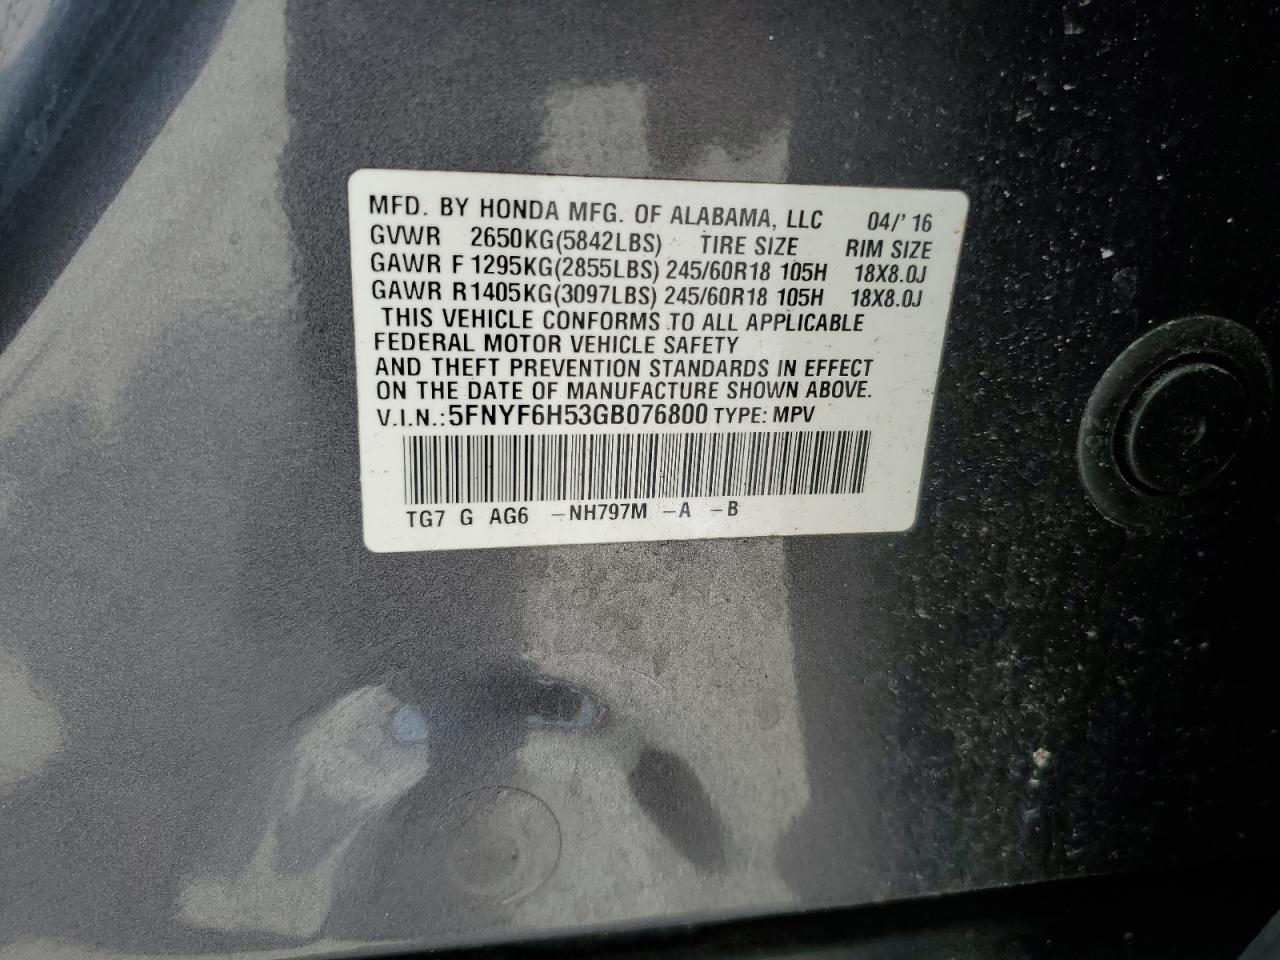 MFD. BY HONDA MFG. OF ALABAMA, LLC 04/'16
GVWR 2650KG(5842LBS) TIRE SIZE RIM SIZE
GAWR F 1295KG(2855LBS) 245/60R18 105H 18X8.0J
GAWR R1405KG(3097LBS) 245/60R18 105H 18X8.0J
THIS VEHICLE CONFORMS TO ALL APPLICABLE
FEDERAL MOTOR VEHICLE SAFETY
AND THEFT PREVENTION STANDARDS IN EFFECT
ON THE DATE OF MANUFACTURE SHOWN ABOVE.
V.I.N.:5FNYF6H53GB076800 TYPE: MPV
TG7 G AG6 -NH797M -A -B
25